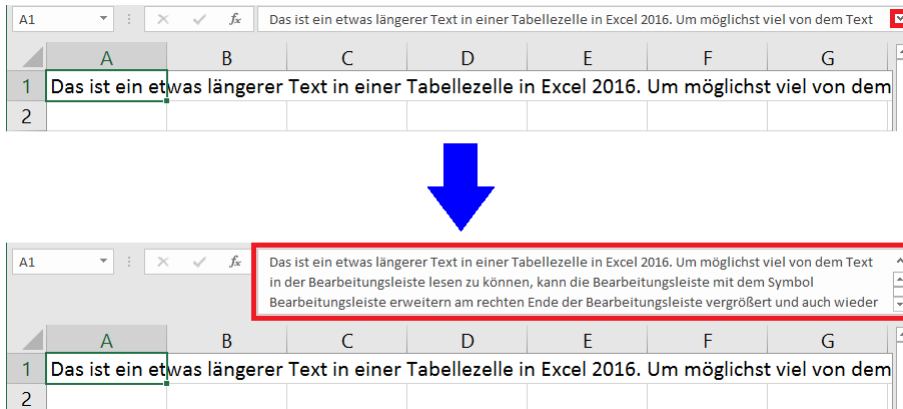 A1 fx Das ist ein etwas längerer Text in einer Tabellezelle in Excel 2016. Um möglichst viel von dem Text
A B C D E F G
1 Das ist ein etwas längerer Text in einer Tabellezelle in Excel 2016. Um möglichst viel von dem
2
A1 fx Das ist ein etwas längerer Text in einer Tabellezelle in Excel 2016. Um möglichst viel von dem Text
in der Bearbeitungsleiste lesen zu können, kann die Bearbeitungsleiste mit dem Symbol
Bearbeitungsleiste erweitern am rechten Ende der Bearbeitungsleiste vergrößert und auch wieder
A B C D E F G
1 Das ist ein etwas längerer Text in einer Tabellezelle in Excel 2016. Um möglichst viel von dem
2